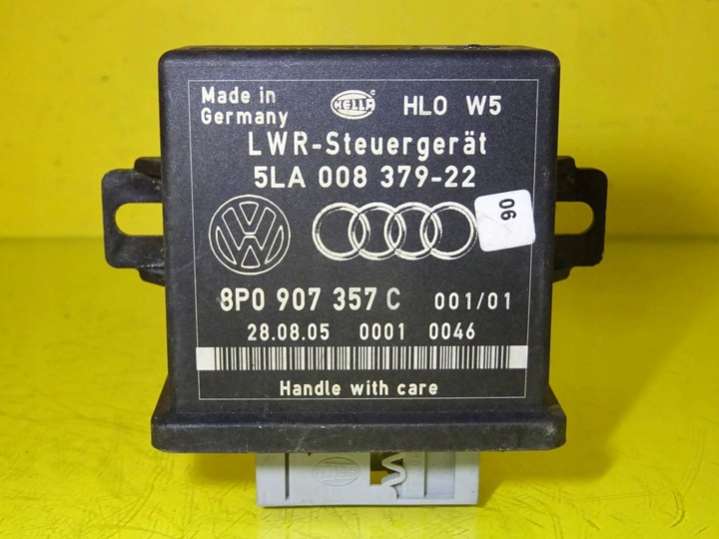 Made in
Germany
HELLA
HLO W5
LWR-Steuergerät
5LA 008 379-22
90
8P0 907 357 C 001/01
28.08.05 0001 0046
Handle with care